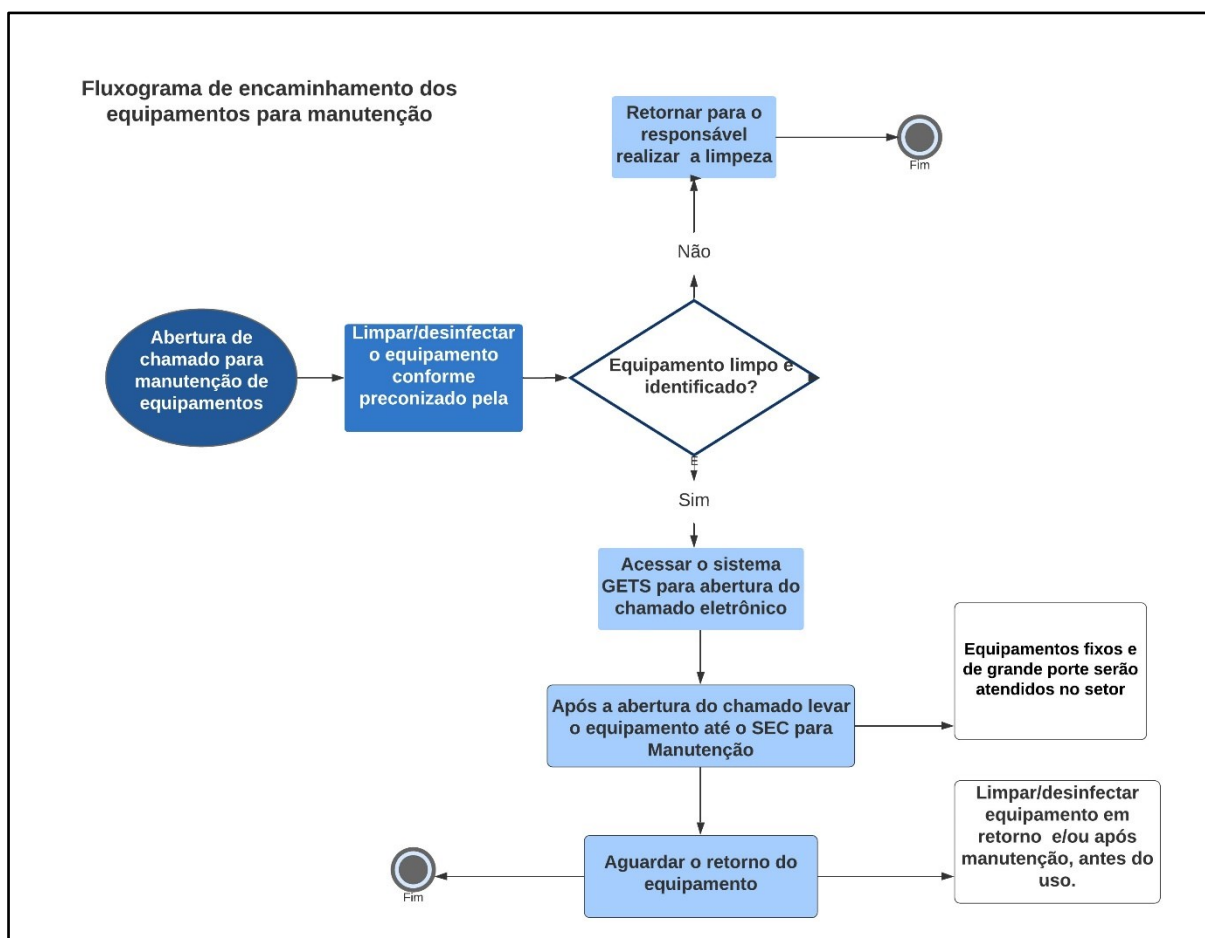 Fluxograma de encaminhamento dos
equipamentos para manutenção
Retornar para o
responsável
realizar a limpeza
Fim
Não
Abertura de
chamado para
manutenção de
equipamentos
Limpar/desinfectar
o equipamento
conforme
preconizado pela
Equipamento limpo e
identificado?
E
Sim
Acessar o sistema
GETS para abertura do
chamado eletrônico
Equipamentos fixos e
de grande porte serão
atendidos no setor
Após a abertura do chamado levar
o equipamento até o SEC para
Manutenção
Limpar/desinfectar
equipamento em
retorno e/ou após
manutenção, antes do
uso.
Aguardar o retorno do
equipamento
Fim